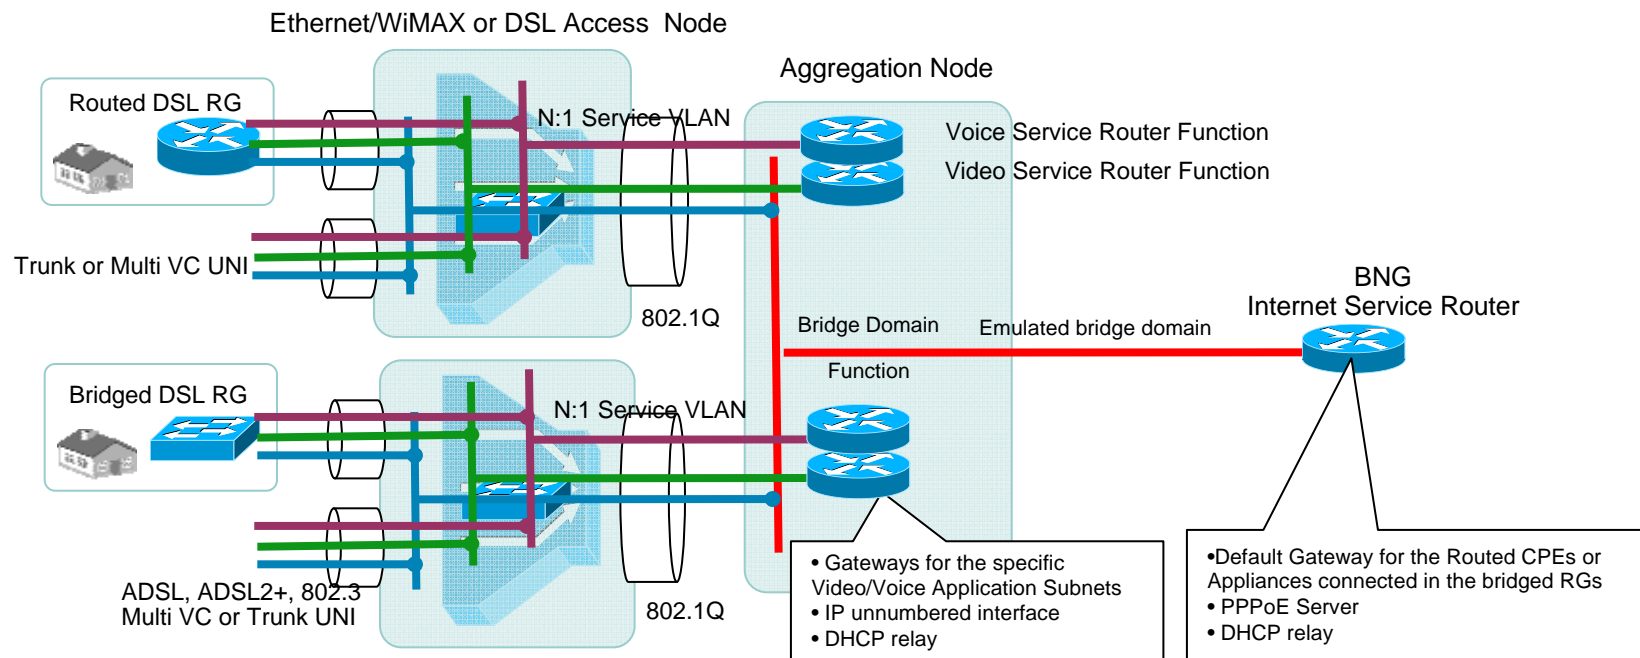 Ethernet/WiMAX or DSL Access Node
Aggregation Node
Routed DSL RG
N:1 Service VLAN
Voice Service Router Function
Video Service Router Function
Trunk or Multi VC UNI
802.1Q
BNG
Internet Service Router
Bridge Domain
Emulated bridge domain
Function
Bridged DSL RG
N:1 Service VLAN
ADSL, ADSL2+, 802.3
Multi VC or Trunk UNI
802.1Q
• Gateways for the specific
Video/Voice Application Subnets
• IP unnumbered interface
• DHCP relay
•Default Gateway for the Routed CPEs or
Appliances connected in the bridged RGs
• PPPoE Server
• DHCP relay